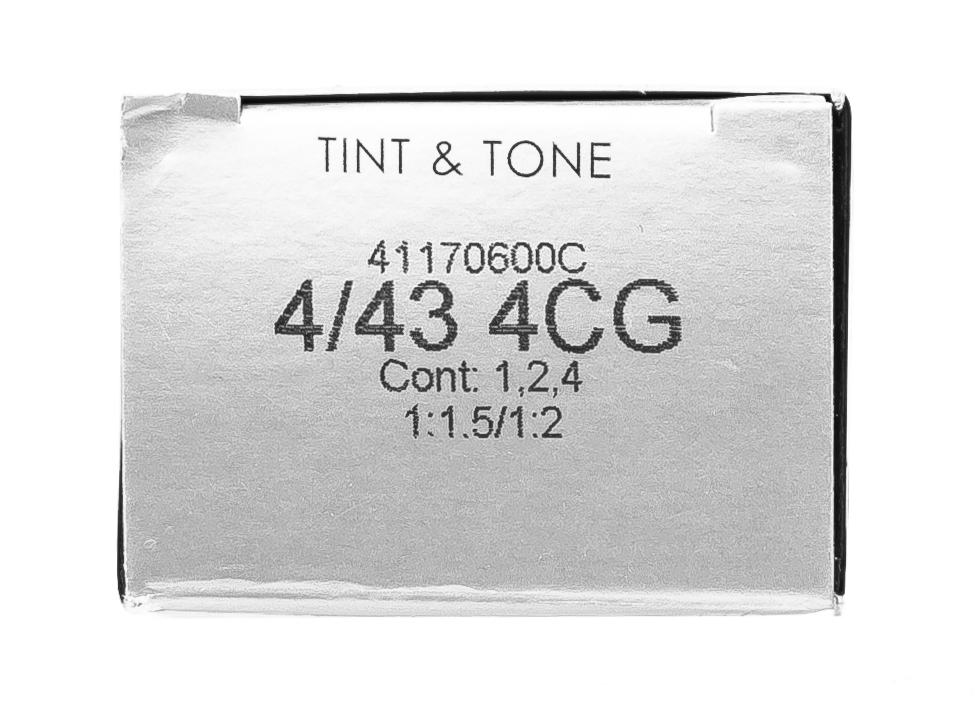 TINT & TONE
41170600C
4/43 4CG
Cont: 1,2,4
1:1.5/1:2